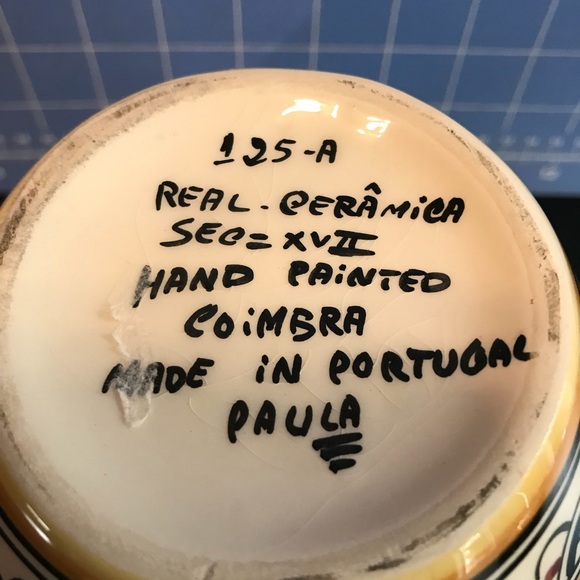 125-A
REAL-CERÂMiCA
SEC= XVII
HAND PAiNTED
COiMBRA
MADE iN PORTUGAL
PAULA